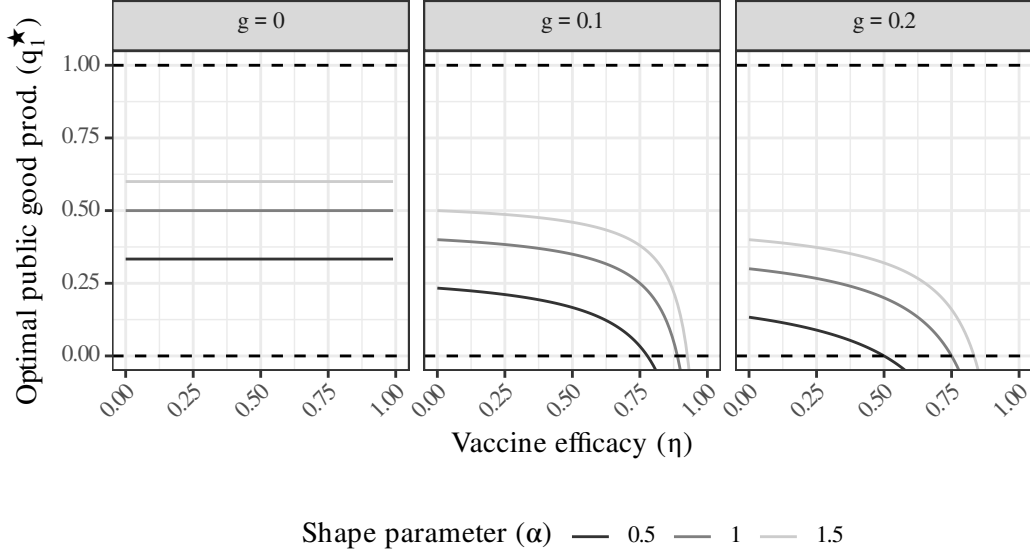 g = 0 g = 0.1 g = 0.2
Optimal public good prod. (q₁★)
1.00
0.75
0.50
0.25
0.00
0.00 0.25 0.50 0.75 1.00 0.00 0.25 0.50 0.75 1.00 0.00 0.25 0.50 0.75 1.00
Vaccine efficacy (η)
Shape parameter (α) 0.5 1 1.5